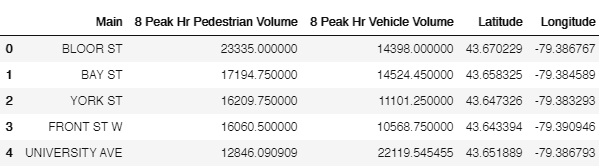 Main 8 Peak Hr Pedestrian Volume 8 Peak Hr Vehicle Volume Latitude Longitude
0 BLOOR ST 23335.000000 14398.000000 43.670229 -79.386767
1 BAY ST 17194.750000 14524.450000 43.658325 -79.384589
2 YORK ST 16209.750000 11101.250000 43.647326 -79.383293
3 FRONT ST W 16060.500000 10568.750000 43.643394 -79.390946
4 UNIVERSITY AVE 12846.090909 22119.545455 43.651889 -79.386793